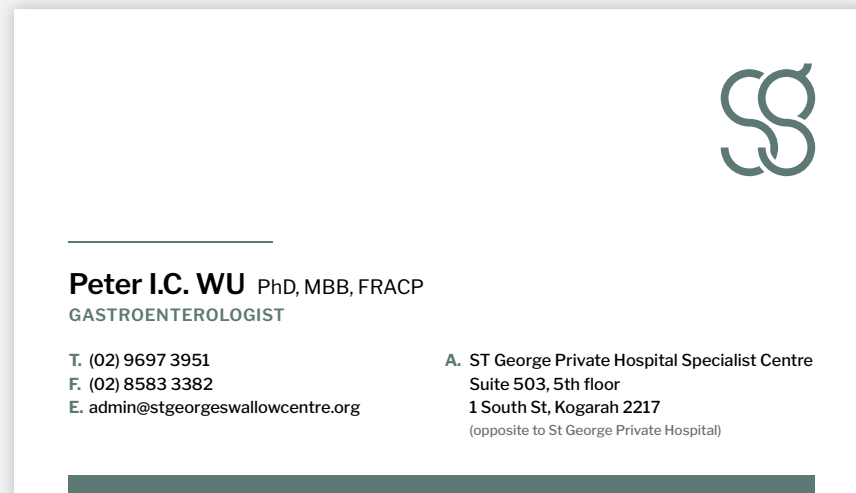 SG
Peter I.C. WU PhD, MBB, FRACP
GASTROENTEROLOGIST
T. (02) 9697 3951
F. (02) 8583 3382
E. admin@stgeorgeswallowcentre.org
A. ST George Private Hospital Specialist Centre
Suite 503, 5th floor
1 South St, Kogarah 2217
(opposite to St George Private Hospital)